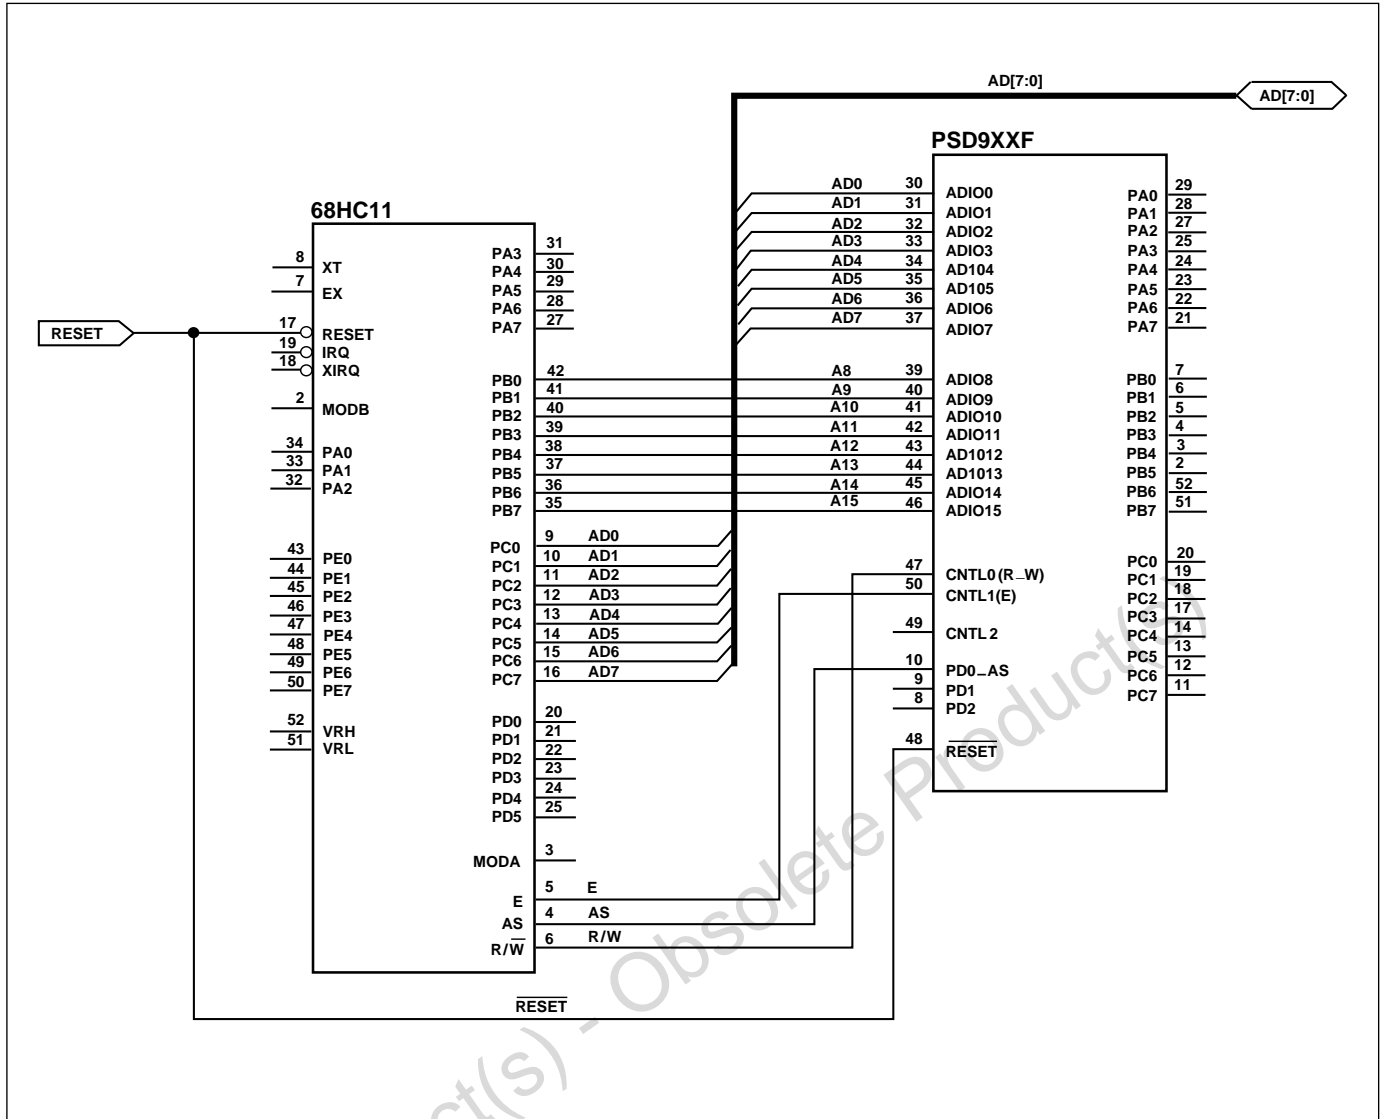 AD[7:0]
AD[7:0]
PSD9XXF
AD0 30 ADIO0
AD1 31 ADIO1
AD2 32 ADIO2
AD3 33 ADIO3
AD4 34 AD104
AD5 35 AD105
AD6 36 ADIO6
AD7 37 ADIO7
A8 39 ADIO8
A9 40 ADIO9
A10 41 ADIO10
A11 42 ADIO11
A12 43 AD1012
A13 44 AD1013
A14 45 ADIO14
A15 46 ADIO15
47 CNTL0(R_W)
50 CNTL1(E)
49 CNTL2
10 PD0_AS
9 PD1
8 PD2
48 RESET
PA0 29
PA1 28
PA2 27
PA3 25
PA4 24
PA5 23
PA6 22
PA7 21
PB0 7
PB1 6
PB2 5
PB3 4
PB4 3
PB5 2
PB6 52
PB7 51
PC0 20
PC1 19
PC2 18
PC3 17
PC4 14
PC5 13
PC6 12
PC7 11
68HC11
RESET
8 XT
7 EX
17 RESET
19 IRQ
18 XIRQ
2 MODB
34 PA0
33 PA1
32 PA2
43 PE0
44 PE1
45 PE2
46 PE3
47 PE4
48 PE5
49 PE6
50 PE7
52 VRH
51 VRL
PA3 31
PA4 30
PA5 29
PA6 28
PA7 27
PB0 42
PB1 41
PB2 40
PB3 39
PB4 38
PB5 37
PB6 36
PB7 35
PC0 9 AD0
PC1 10 AD1
PC2 11 AD2
PC3 12 AD3
PC4 13 AD4
PC5 14 AD5
PC6 15 AD6
PC7 16 AD7
PD0 20
PD1 21
PD2 22
PD3 23
PD4 24
PD5 25
MODA 3
E 5 E
AS 4 AS
R/W 6 R/W
RESET
ct(s) - Obsolete Product(s)